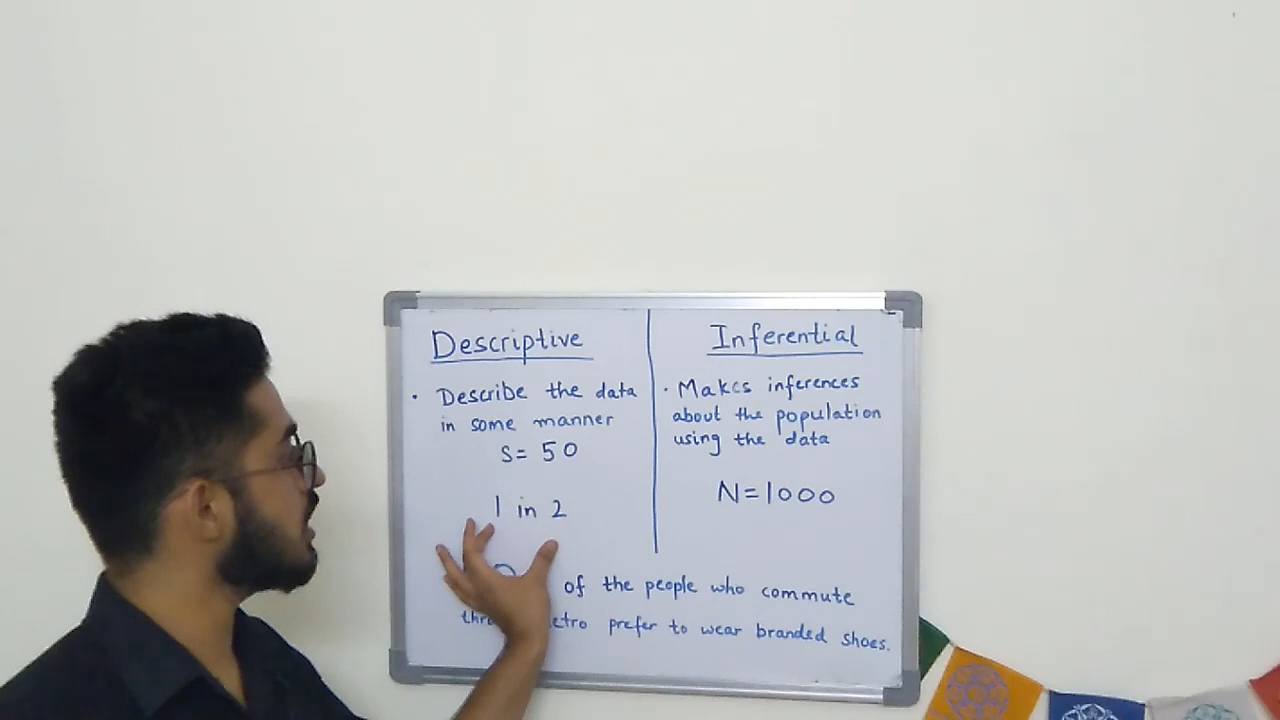 Descriptive
• Describe the data
in some manner
S= 50
1 in 2
Inferential
• Makes inferences
about the population
using the data
N=1000
of the people who commute
prefer to wear branded shoes.